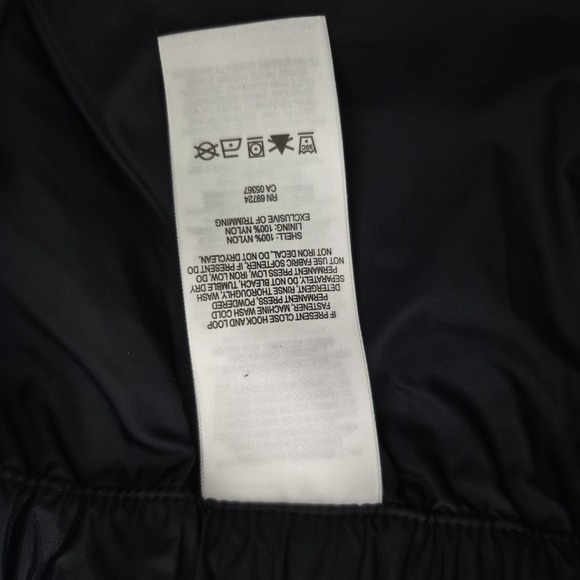 IF PRESENT CLOSE HOOK AND LOOP
FASTENER, MACHINE WASH COLD
PERMANENT PRESS, POWDERED
DETERGENT, RINSE THOROUGHLY, WASH
SEPARATELY, NOT BLEACH, TUMBLE DRY
PERMANENT PRESS LOW, IRON LOW, DO
NOT USE FABRIC SOFTENER, IF PRESENT DO
NOT IRON DECAL, DO NOT DRYCLEAN.
SHELL: 100% NYLON
LINING: 100% NYLON
EXCLUSIVE OF TRIMMING
RN 69724
CA 05367
30C